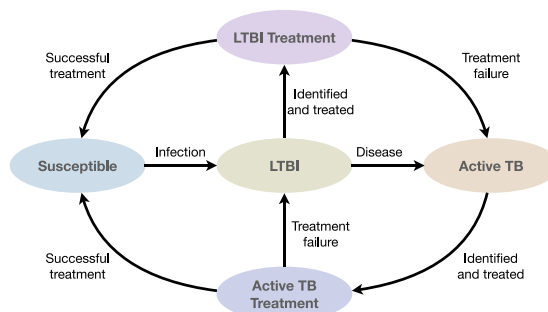 LTBI Treatment
Successful
treatment
Treatment
failure
Identified
and treated
Infection
Disease
Susceptible
LTBI
Active TB
Treatment
failure
Successful
treatment
Identified
and treated
Active TB
Treatment